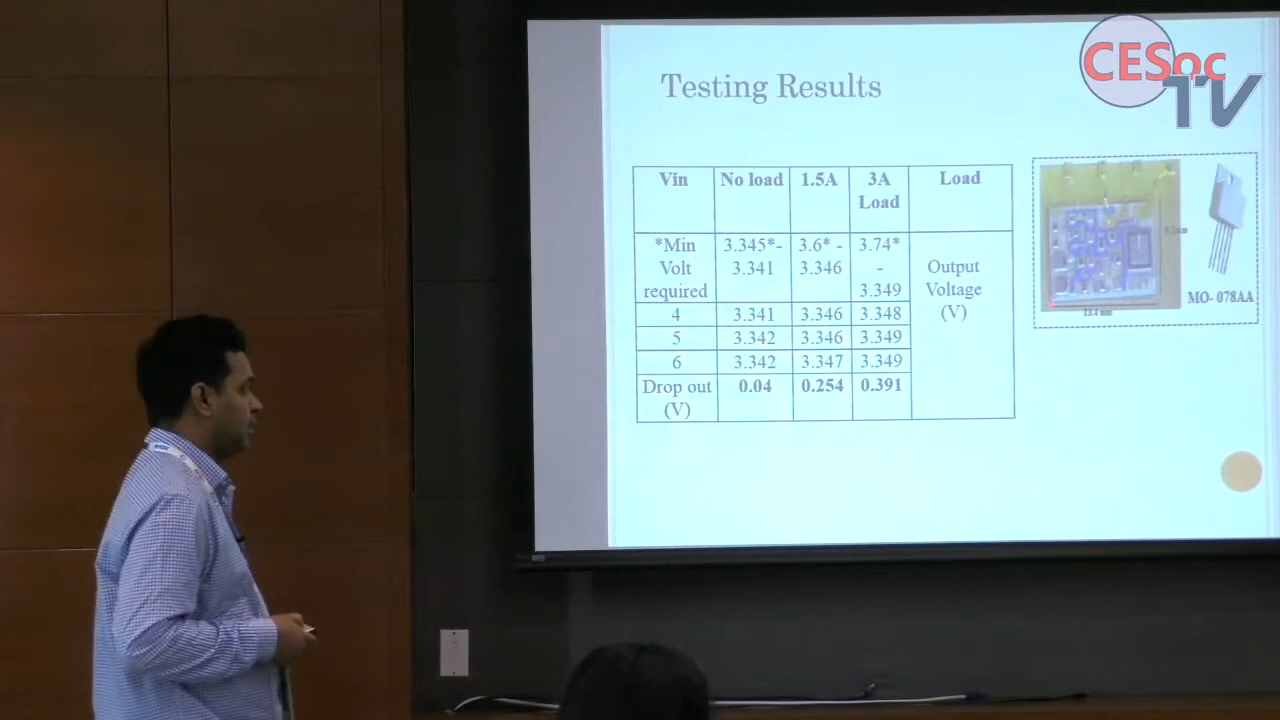 CESoc
TV
Testing Results
Vin No load 1.5A 3A Load Load
*Min Volt required 3.345*- 3.341 3.6* - 3.346 3.74* - 3.349 Output Voltage (V)
4 3.341 3.346 3.348
5 3.342 3.346 3.349
6 3.342 3.347 3.349
Drop out (V) 0.04 0.254 0.391
MO- 078AA